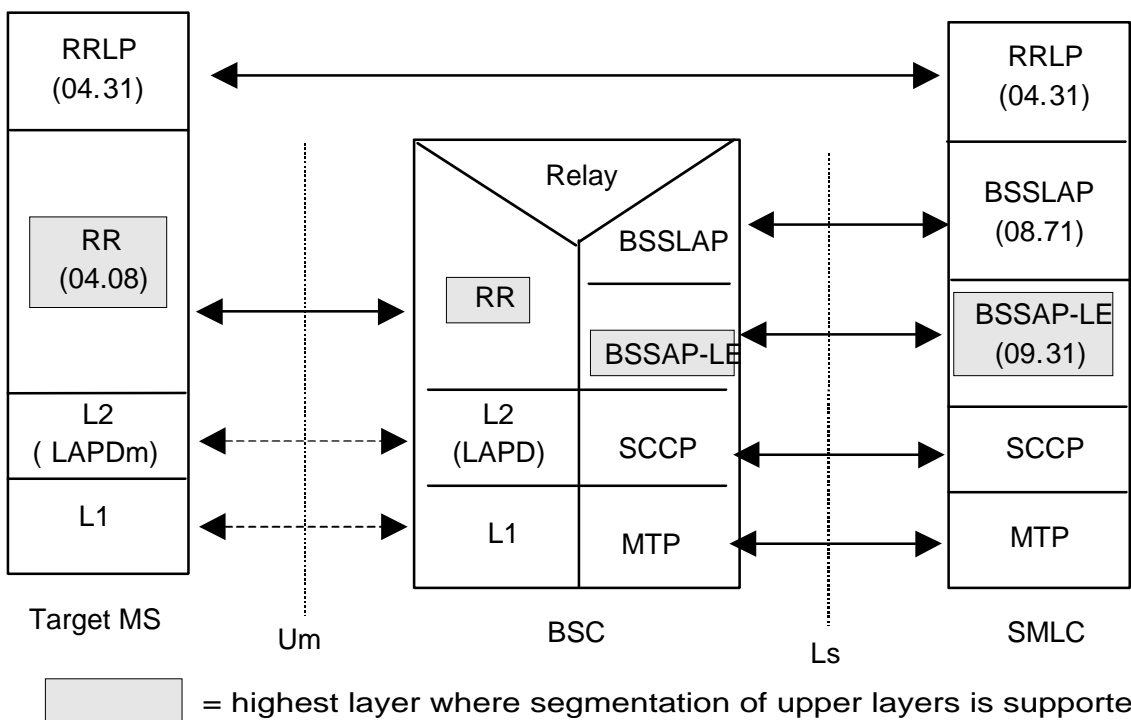 RRLP
(04.31)
RR
(04.08)
L2
( LAPDm)
L1
Target MS
Um
Relay
RR
BSSLAP
BSSAP-LE
L2
(LAPD)
SCCP
L1
MTP
BSC
Ls
RRLP
(04.31)
BSSLAP
(08.71)
BSSAP-LE
(09.31)
SCCP
MTP
SMLC
= highest layer where segmentation of upper layers is supporte